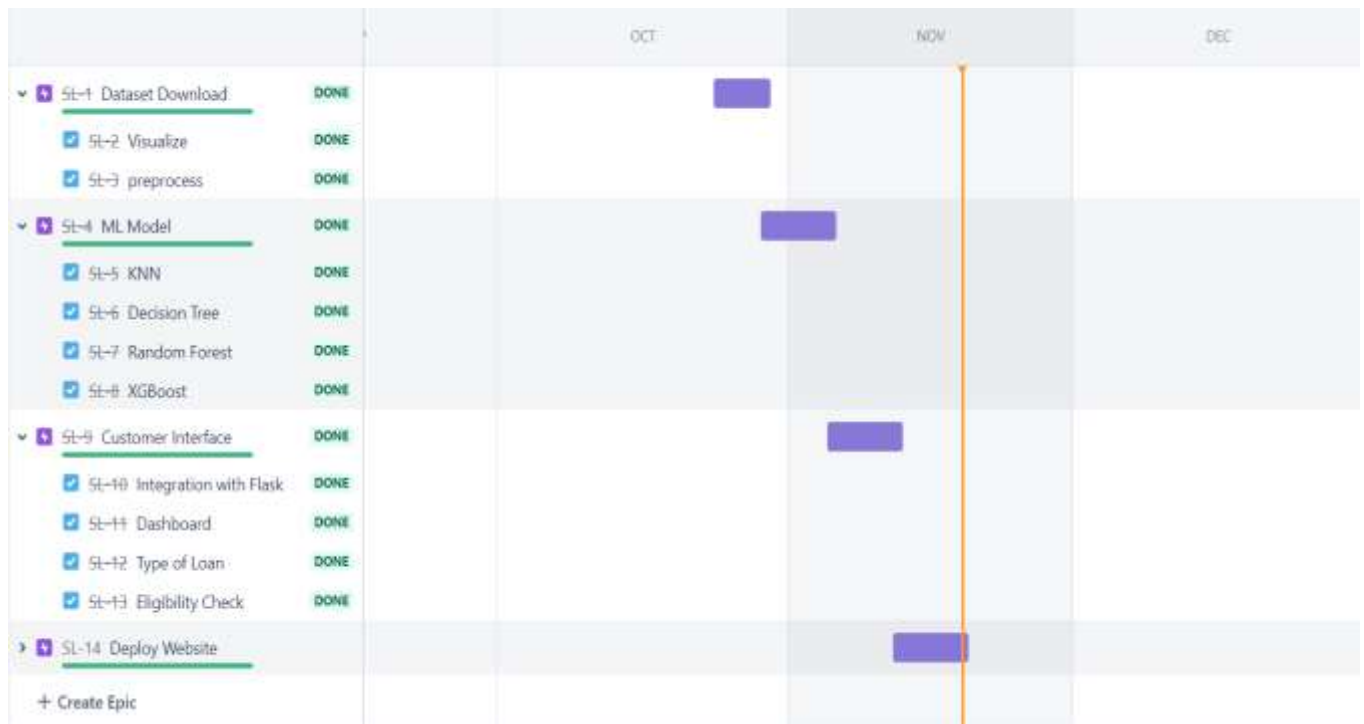 OCT NOV DEC
SL-1 Dataset Download DONE
SL-2 Visualize DONE
SL-3 preprocess DONE
SL-4 ML Model DONE
SL-5 KNN DONE
SL-6 Decision Tree DONE
SL-7 Random Forest DONE
SL-8 XGBoost DONE
SL-9 Customer Interface DONE
SL-10 Integration with Flask DONE
SL-11 Dashboard DONE
SL-12 Type of Loan DONE
SL-13 Eligibility Check DONE
SL-14 Deploy Website
+ Create Epic